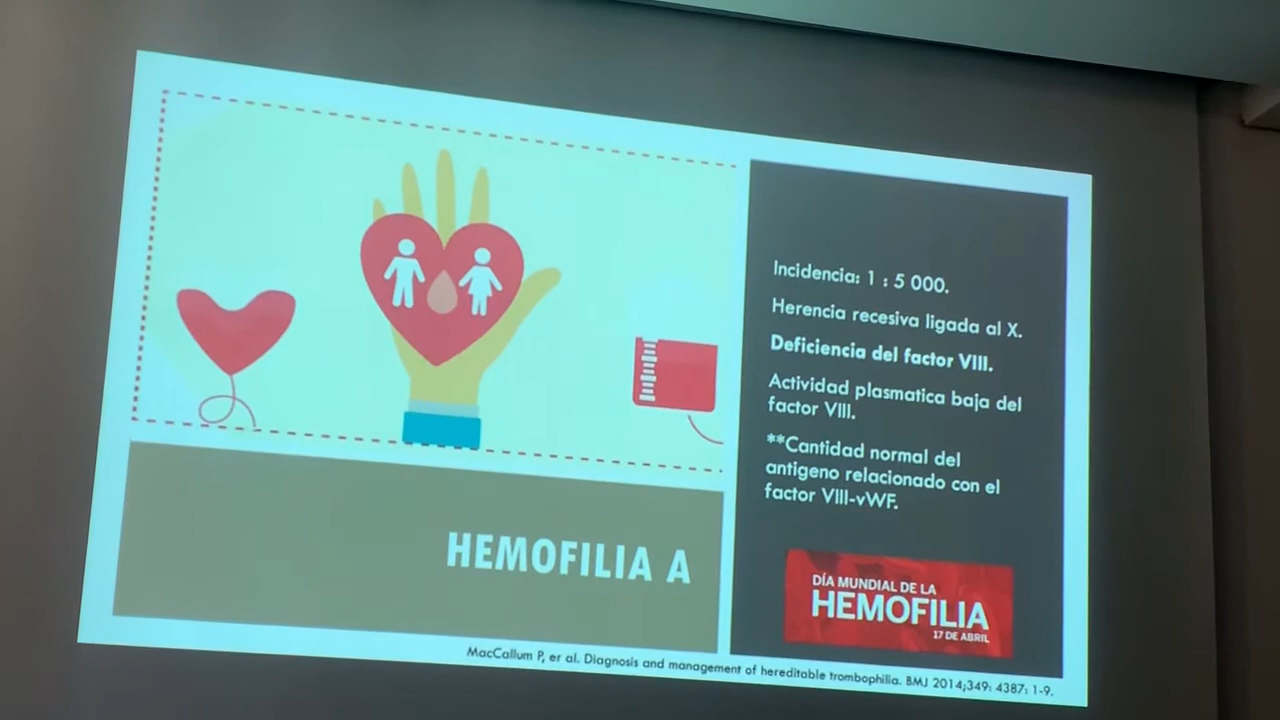 Incidencia: 1 : 5 000.
Herencia recesiva ligada al X.
Deficiencia del factor VIII.
Actividad plasmatica baja del
factor VIII.
**Cantidad normal del
antigeno relacionado con el
factor VIII-vWF.
HEMOFILIA A
DÍA MUNDIAL DE LA
HEMOFILIA
17 DE ABRIL
MacCallum P, er al. Diagnosis and management of hereditable trombophilia. BMJ 2014;349: 4387: 1-9.